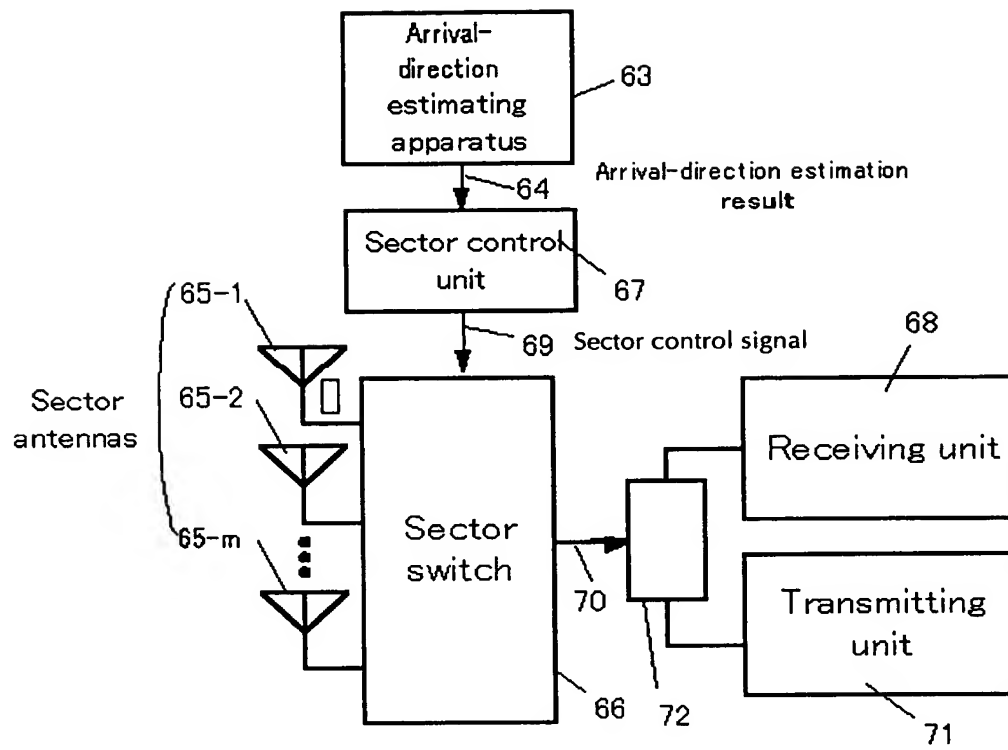 Arrival-
direction
estimating
apparatus
63
64
Arrival-direction estimation
result
Sector control
unit
67
69
Sector control signal
65-1
65-2
65-m
Sector
antennas
Sector
switch
66
70
72
68
Receiving unit
Transmitting
unit
71